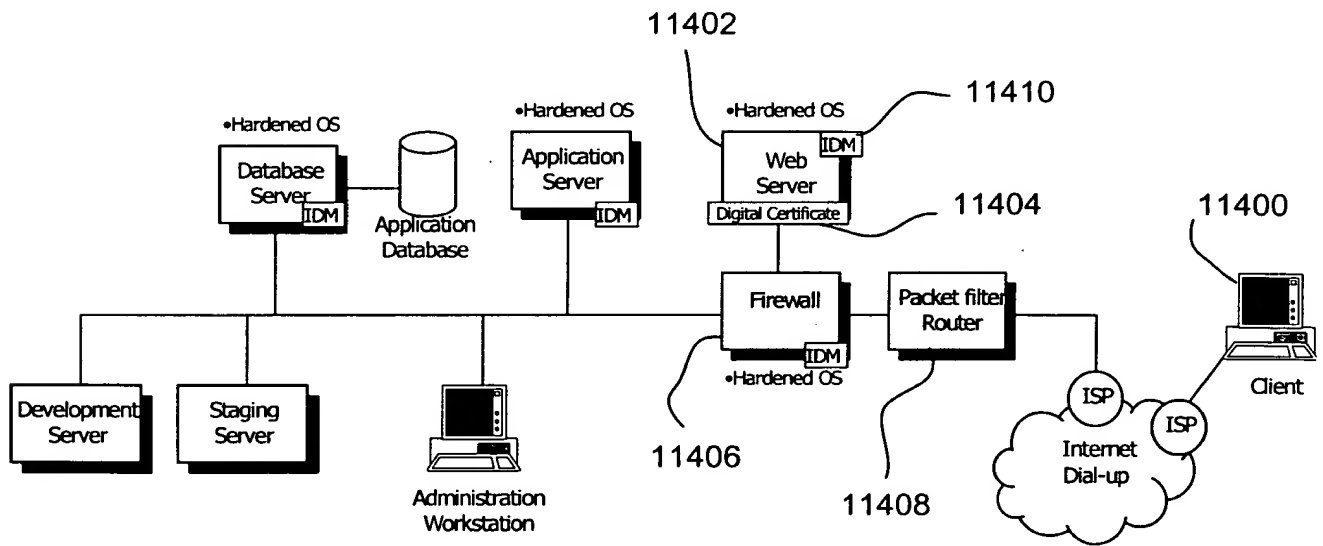 11402
•Hardened OS
•Hardened OS
•Hardened OS
11410
Database
Server
IDM
Application
Database
Application
Server
IDM
Web
Server
IDM
Digital Certificate
11404
11400
Firewall
IDM
•Hardened OS
Packet filter
Router
Client
Development
Server
Staging
Server
Administration
Workstation
11406
11408
ISP
ISP
Internet
Dial-up